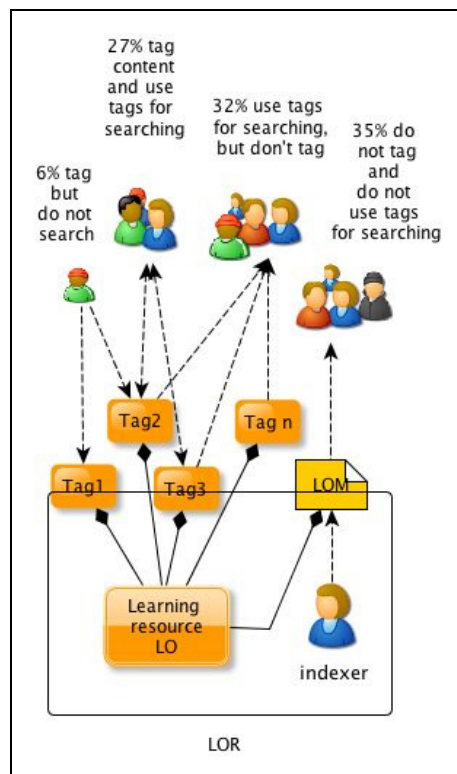 27% tag
content
and use
tags for
searching
32% use tags
for searching,
but don't tag
35% do
not tag
and
do not
use tags
for searching
6% tag
but
do not
search
Tag2
Tag n
Tag1
Tag3
LOM
Learning
resource
LO
indexer
LOR